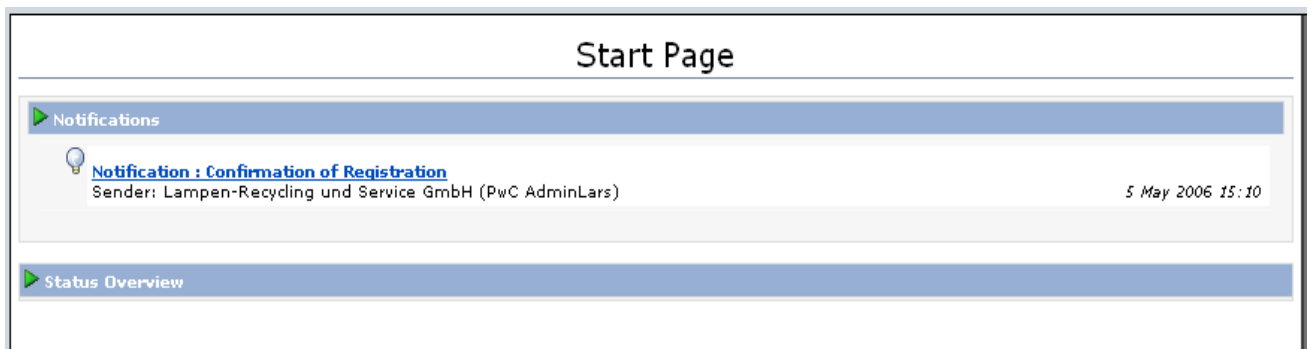 Start Page
Notifications
Notification : Confirmation of Registration
Sender: Lampen-Recycling und Service GmbH (PwC AdminLars)
5 May 2006 15:10
Status Overview